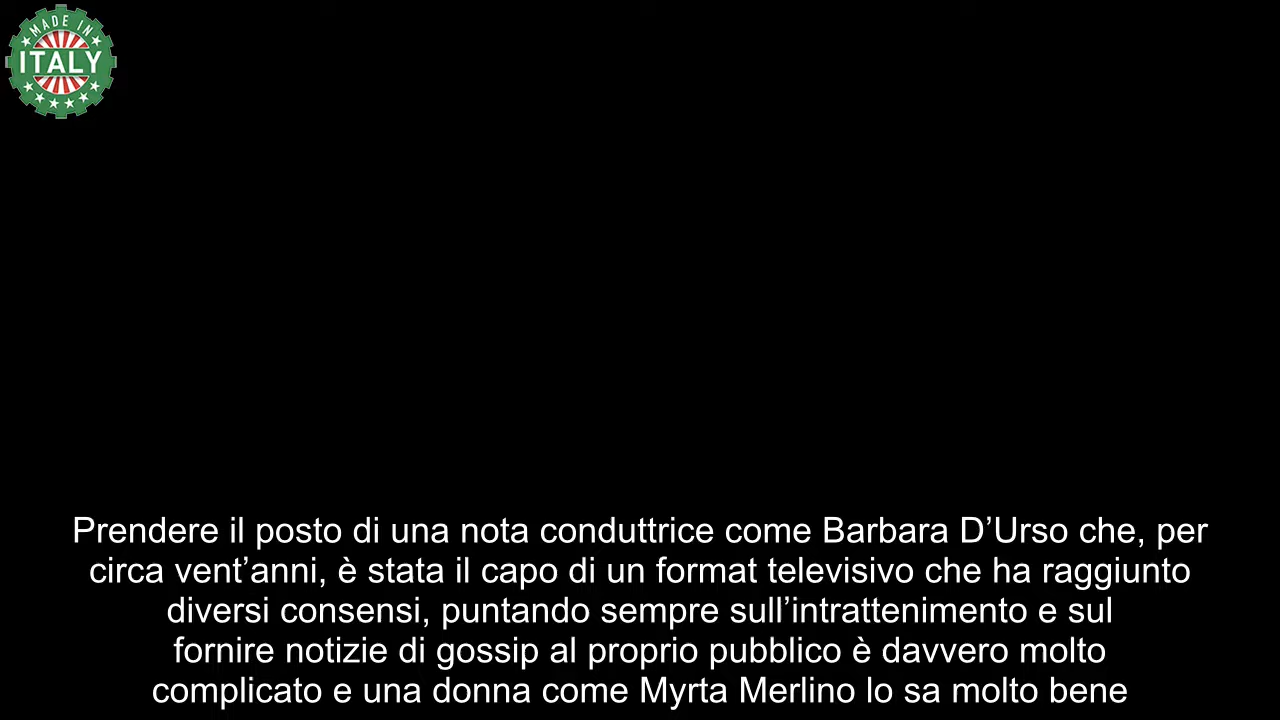 MADE IN
ITALY
Prendere il posto di una nota conduttrice come Barbara D’Urso che, per
circa vent’anni, è stata il capo di un format televisivo che ha raggiunto
diversi consensi, puntando sempre sull’intrattenimento e sul
fornire notizie di gossip al proprio pubblico è davvero molto
complicato e una donna come Myrta Merlino lo sa molto bene